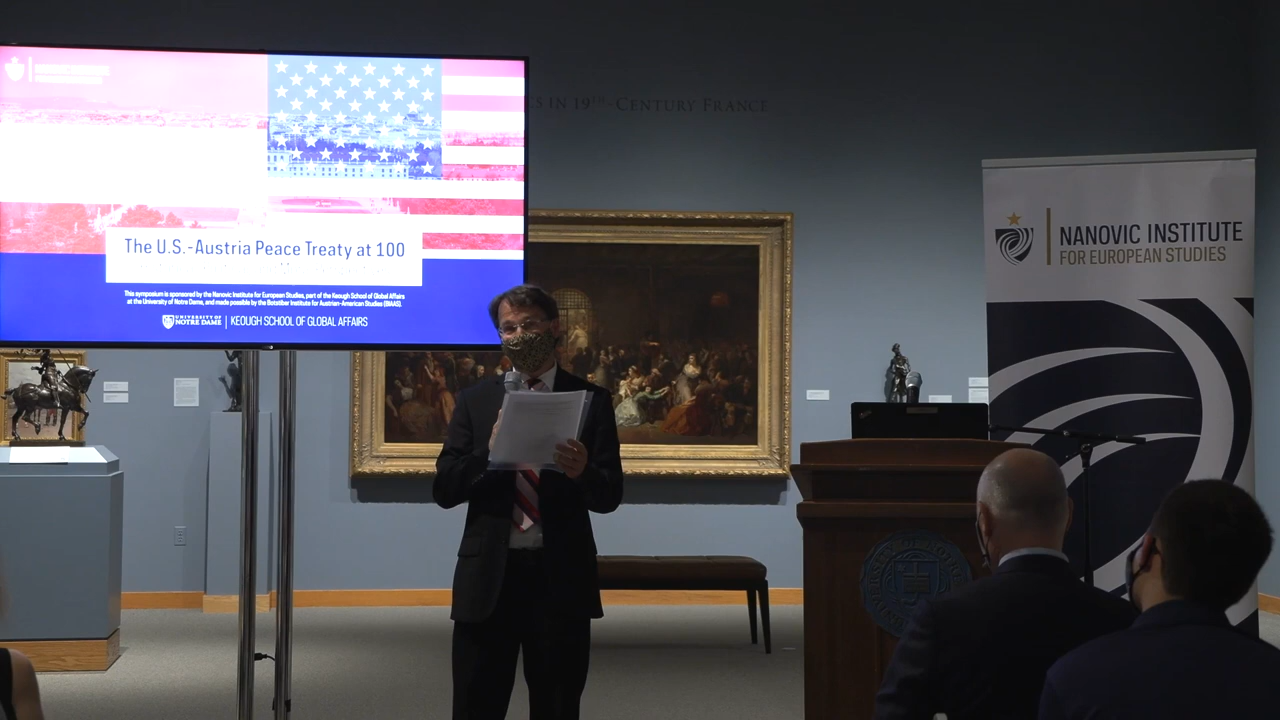 NANOVIC INSTITUTE
The U.S.-Austria Peace Treaty at 100
This symposium is sponsored by the Nanovic Institute for European Studies, part of the Keough School of Global Affairs
at the University of Notre Dame, and made possible by the Botstiber Institute for Austrian-American Studies (BIAAS).
UNIVERSITY OF
NOTRE DAME
KEOUGH SCHOOL OF GLOBAL AFFAIRS
IN 19TH-CENTURY FRANCE
NANOVIC INSTITUTE
FOR EUROPEAN STUDIES